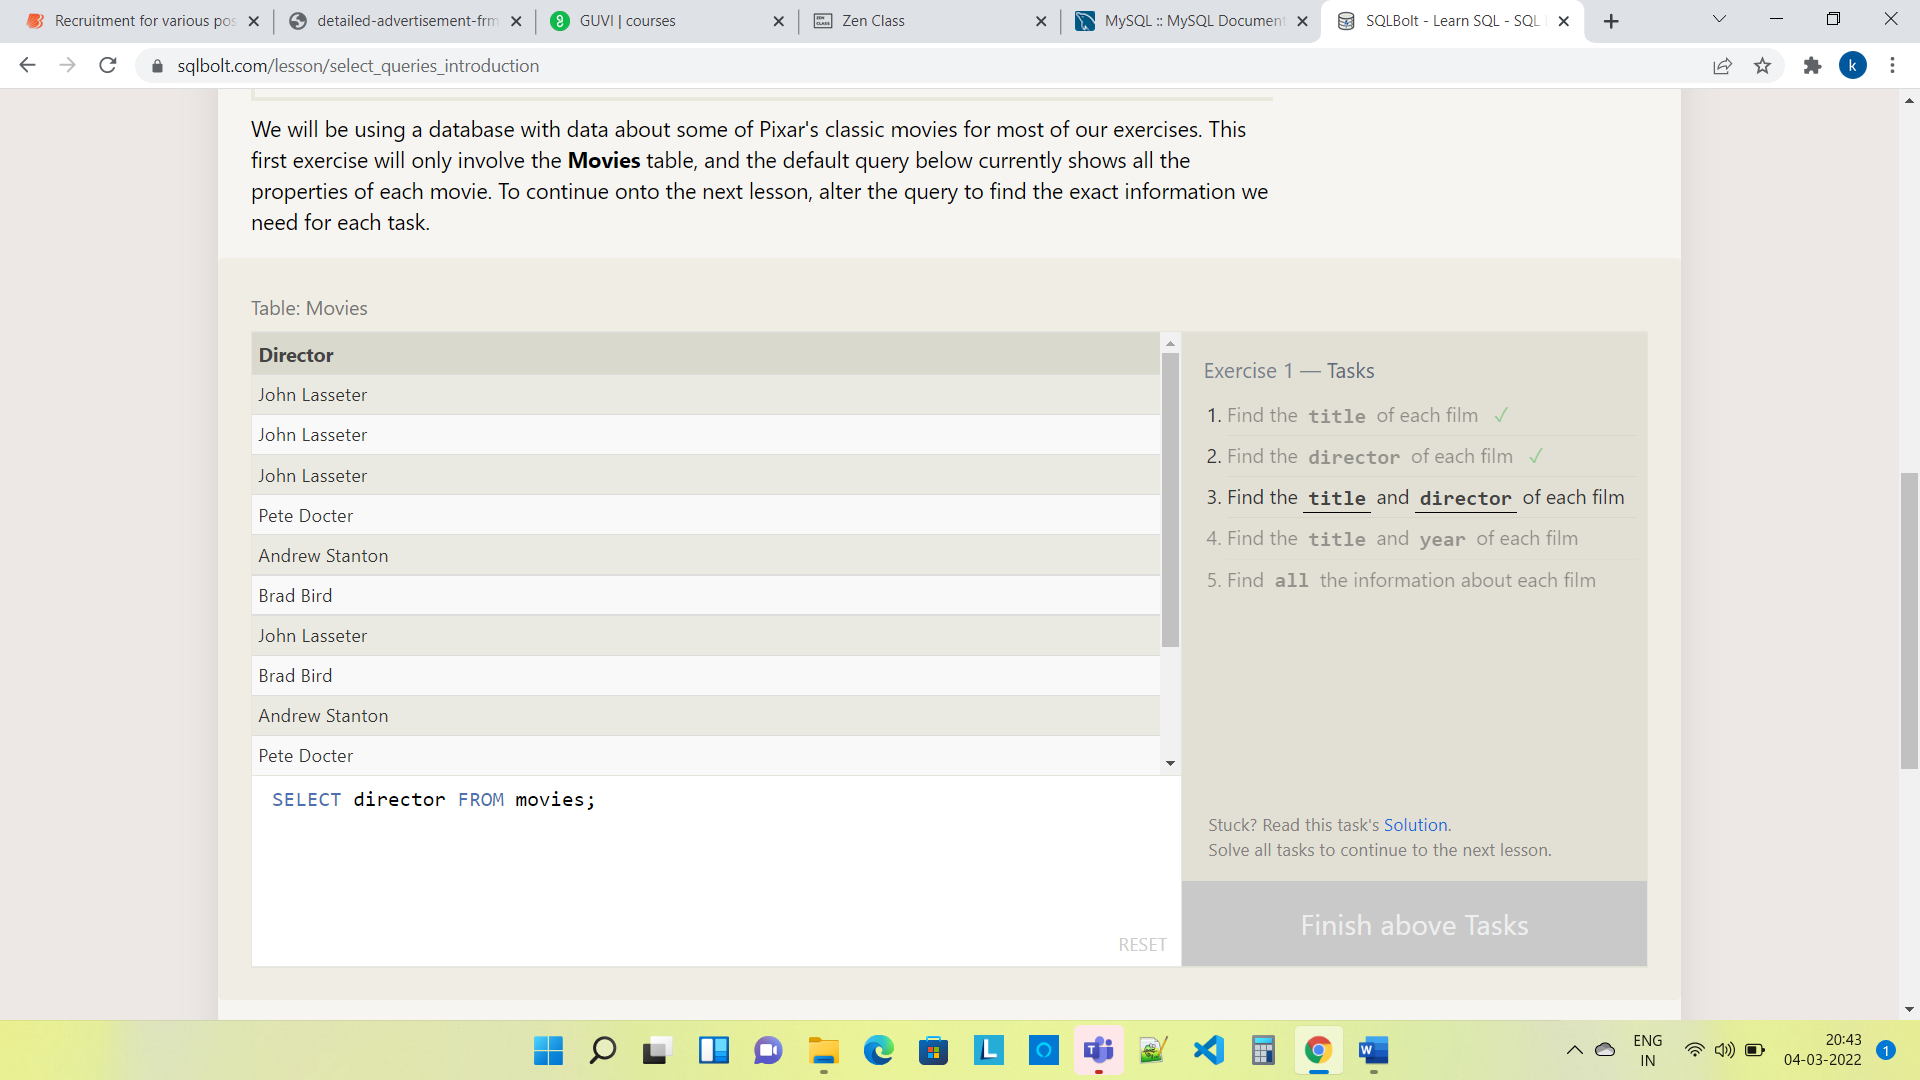 Recruitment for various pos
detailed-advertisement-frm
GUVI | courses
Zen Class
MySQL :: MySQL Document
SQLBolt - Learn SQL - SQL
sqlbolt.com/lesson/select_queries_introduction
k
We will be using a database with data about some of Pixar's classic movies for most of our exercises. This
first exercise will only involve the Movies table, and the default query below currently shows all the
properties of each movie. To continue onto the next lesson, alter the query to find the exact information we
need for each task.
Table: Movies
Director
John Lasseter
John Lasseter
John Lasseter
Pete Docter
Andrew Stanton
Brad Bird
John Lasseter
Brad Bird
Andrew Stanton
Pete Docter
SELECT director FROM movies;
RESET
Exercise 1 — Tasks
1. Find the title of each film ✓
2. Find the director of each film ✓
3. Find the title and director of each film
4. Find the title and year of each film
5. Find all the information about each film
Stuck? Read this task's Solution.
Solve all tasks to continue to the next lesson.
Finish above Tasks
ENG
IN
20:43
04-03-2022
1